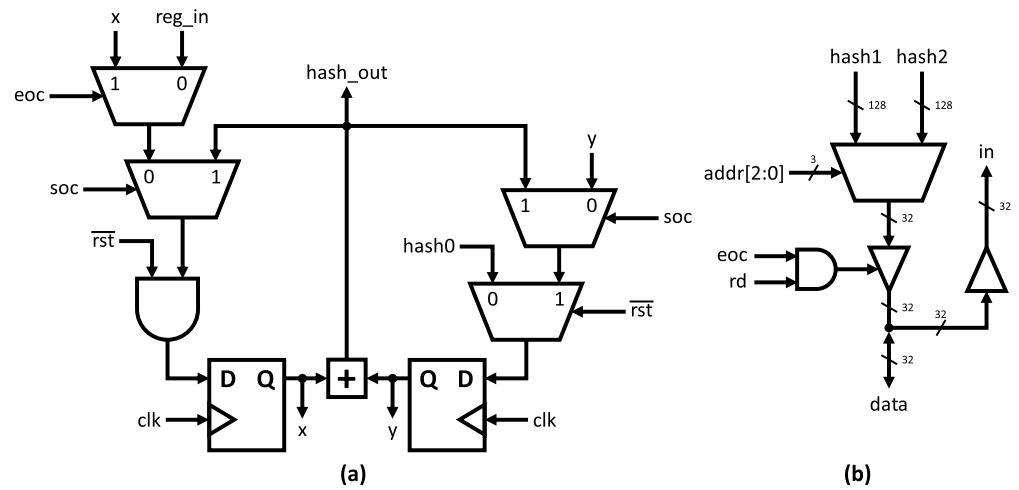 x reg_in
1 0
eoc
hash_out
0 1
soc
y
1 0
soc
rst
hash0
0 1
rst
D Q
+
Q D
clk
x
y
clk
(a)
hash1 hash2
128 128
addr[2:0]
3
32
in
32
eoc
rd
32
32
32
data
(b)